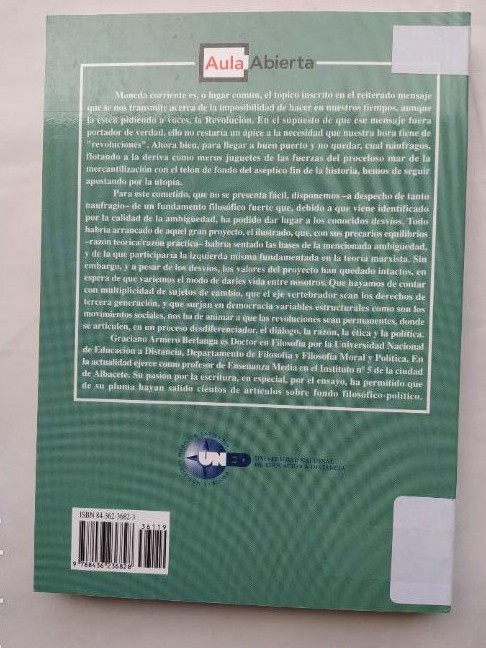 Aula Abierta
Moneda corriente es, o lugar común, el tópico inscrito en el reiterado mensaje
que se nos transmite acerca de la imposibilidad de hacer en nuestros tiempos, aunque
la estén pidiendo a voces, la Revolución. En el supuesto de que ese mensaje fuera
portador de verdad, ello no restaría un ápice a la necesidad que nuestra hora tiene de
"revoluciones". Ahora bien, para llegar a buen puerto y no quedar, cual náufragos,
flotando a la deriva como meros juguetes de las fuerzas del proceloso mar de la
mercantilización con el telón de fondo del aséptico fin de la historia, hemos de seguir
apostando por la utopía.
Para este cometido, que no se presenta fácil, disponemos -a despecho de tanto
naufragio- de un fundamento filosófico fuerte que, debido a que viene identificado
por la calidad de la ambigüedad, ha podido dar lugar a los conocidos desvíos. Todo
habría arrancado de aquel gran proyecto, el ilustrado, que, con sus precarios equilibrios
-razón teórica/razón práctica- habría sentado las bases de la mencionada ambigüedad,
y de la que participaría la izquierda misma fundamentada en la teoría marxista. Sin
embargo, y a pesar de los desvíos, los valores del proyecto han quedado intactos, en
espera de que variemos el modo de darles vida entre nosotros. Que hayamos de contar
con multiplicidad de sujetos de cambio, que el eje vertebrador sean los derechos de
tercera generación, y que surjan en democracia variables estructurales como son los
movimientos sociales, nos ha de animar a que las revoluciones sean permanentes, donde
se articulen, en un proceso desdiferenciador, el diálogo, la razón, la ética y la política.
Graciano Armero Berlanga es Doctor en Filosofía por la Universidad Nacional
de Educación a Distancia, Departamento de Filosofía y Filosofía Moral y Política. En
la actualidad ejerce como profesor de Enseñanza Media en el Instituto nº 5 de la ciudad
de Albacete. Su pasión por la escritura, en especial, por el ensayo, ha permitido que
de su pluma hayan salido cientos de artículos sobre fondo filosófico-político.
UNED
UNIVERSIDAD NACIONAL
DE EDUCACIÓN A DISTANCIA
ISBN 84-362-3682-3
36119
9 788436 236828